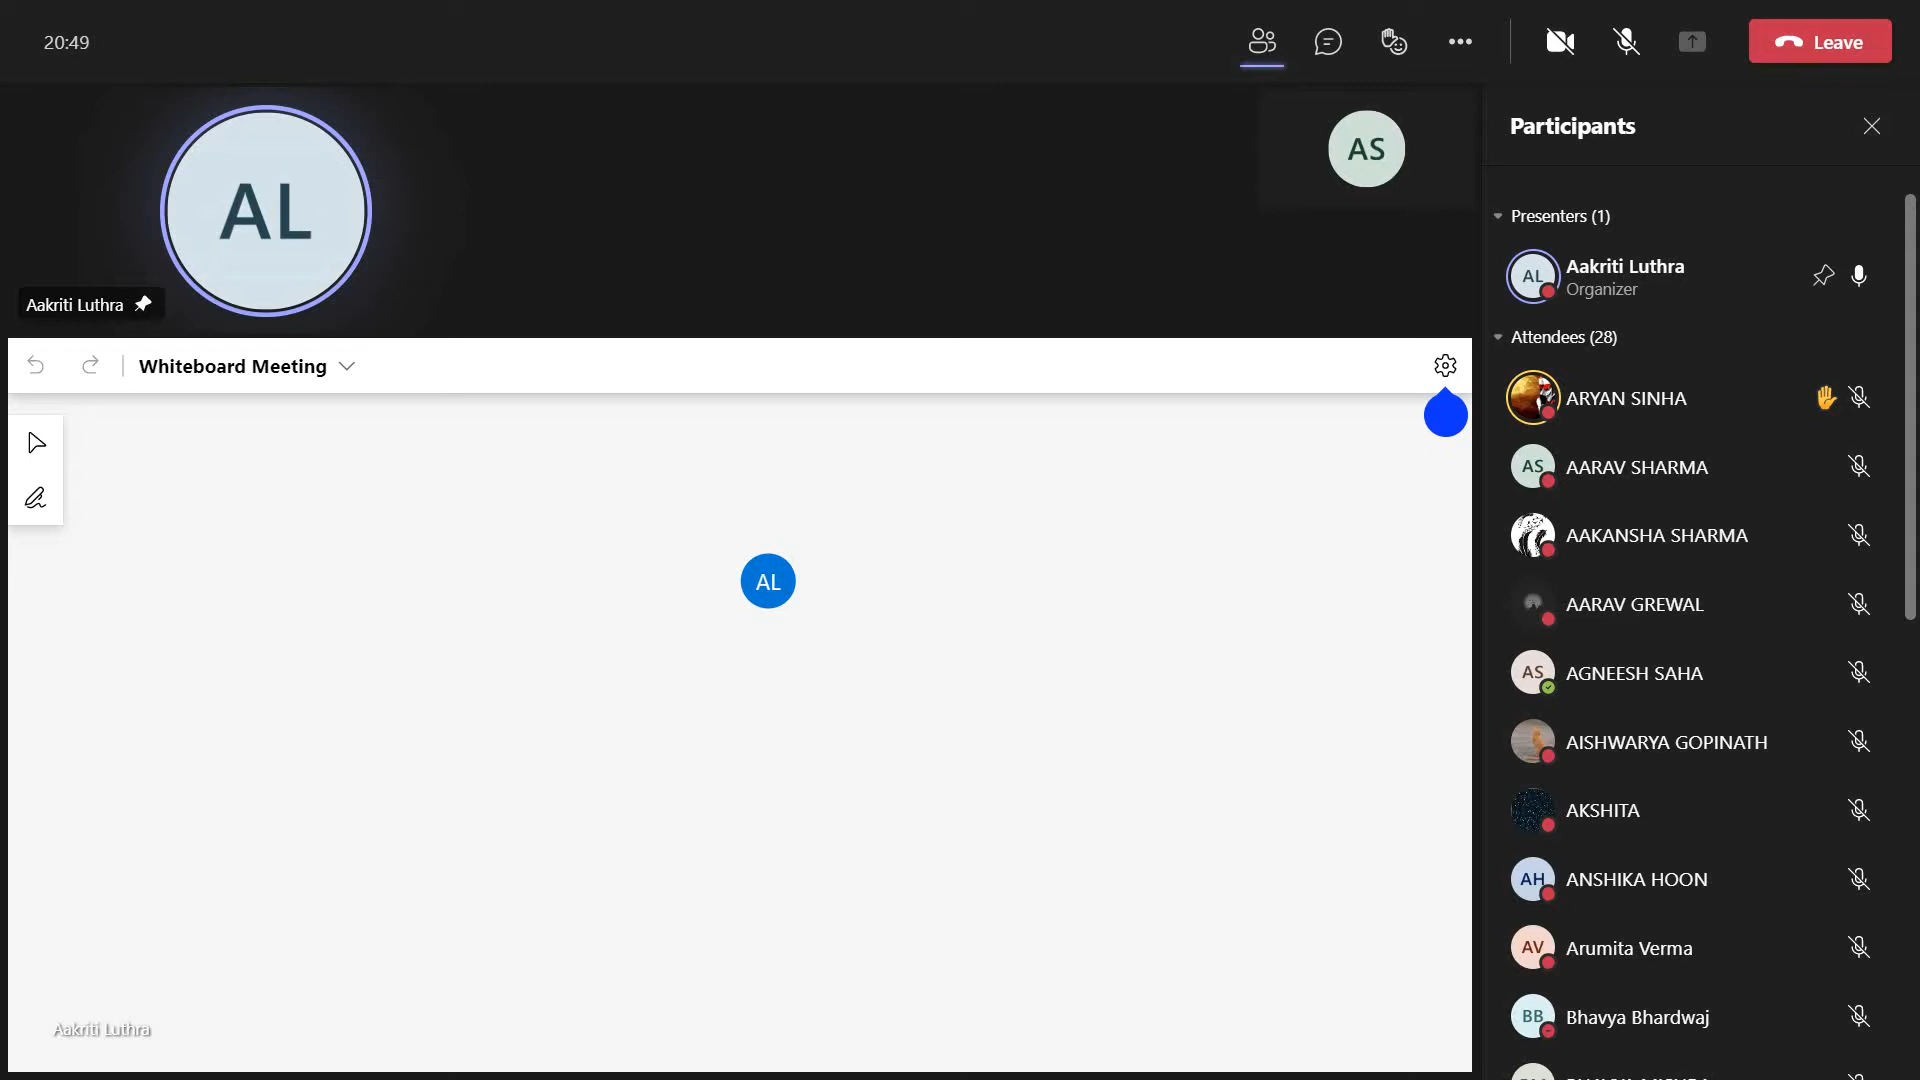 20:49
Leave
AL
AS
Aakriti Luthra
Whiteboard Meeting
AL
Aakriti Luthra
Participants
Presenters (1)
AL
Aakriti Luthra
Organizer
Attendees (28)
ARYAN SINHA
AS
AARAV SHARMA
AAKANSHA SHARMA
AARAV GREWAL
AS
AGNEESH SAHA
AISHWARYA GOPINATH
AKSHITA
AH
ANSHIKA HOON
AV
Arumita Verma
BB
Bhavya Bhardwaj